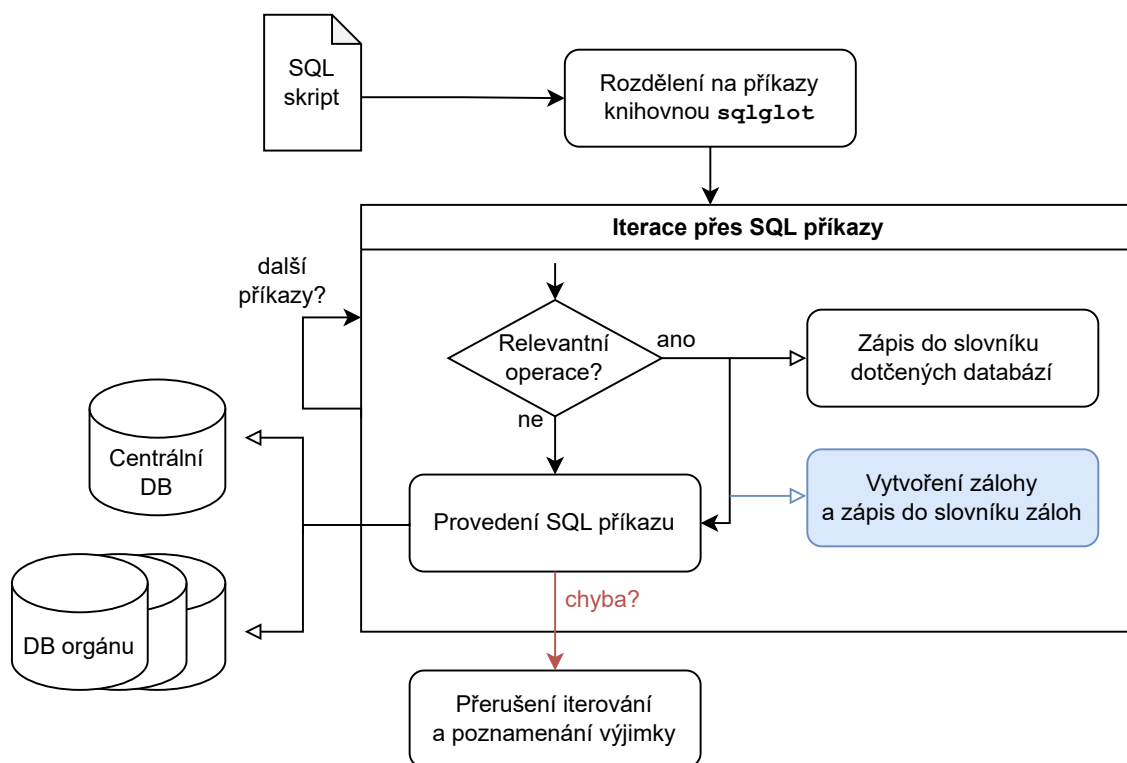 SQL
skript
Rozdělení na příkazy
knihovnou sqlglot
Iterace přes SQL příkazy
další
příkazy?
Relevantní
operace?
ano
ne
Zápis do slovníku
dotčených databází
Centrální
DB
Provedení SQL příkazu
Vytvoření zálohy
a zápis do slovníku záloh
chyba?
DB orgánu
Přerušení iterování
a poznamenání výjimky